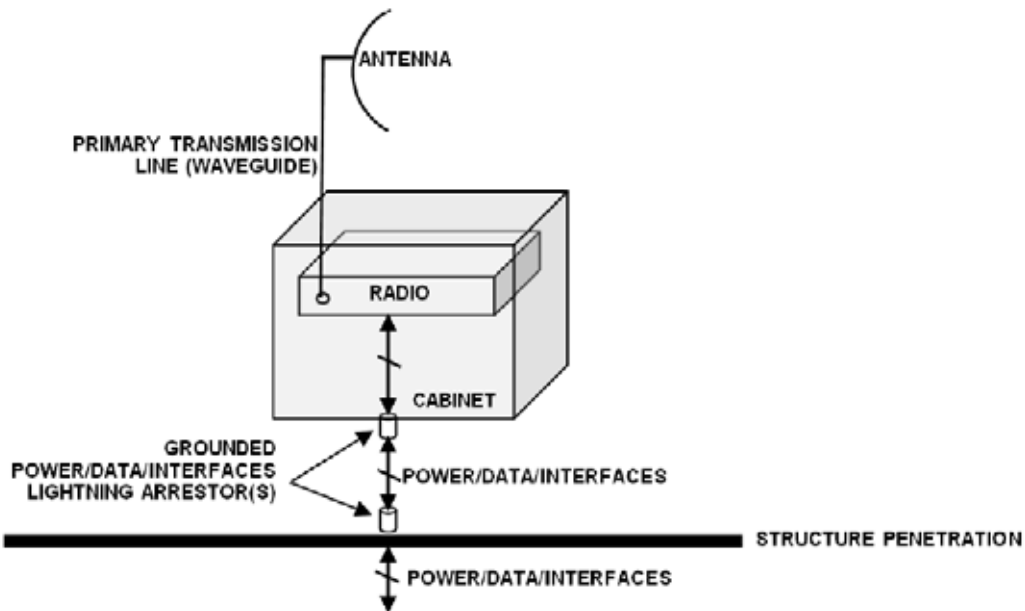 ANTENNA
PRIMARY TRANSMISSION
LINE (WAVEGUIDE)
RADIO
CABINET
GROUNDED
POWER/DATA/INTERFACES
LIGHTNING ARRESTOR(S)
POWER/DATA/INTERFACES
STRUCTURE PENETRATION
POWER/DATA/INTERFACES